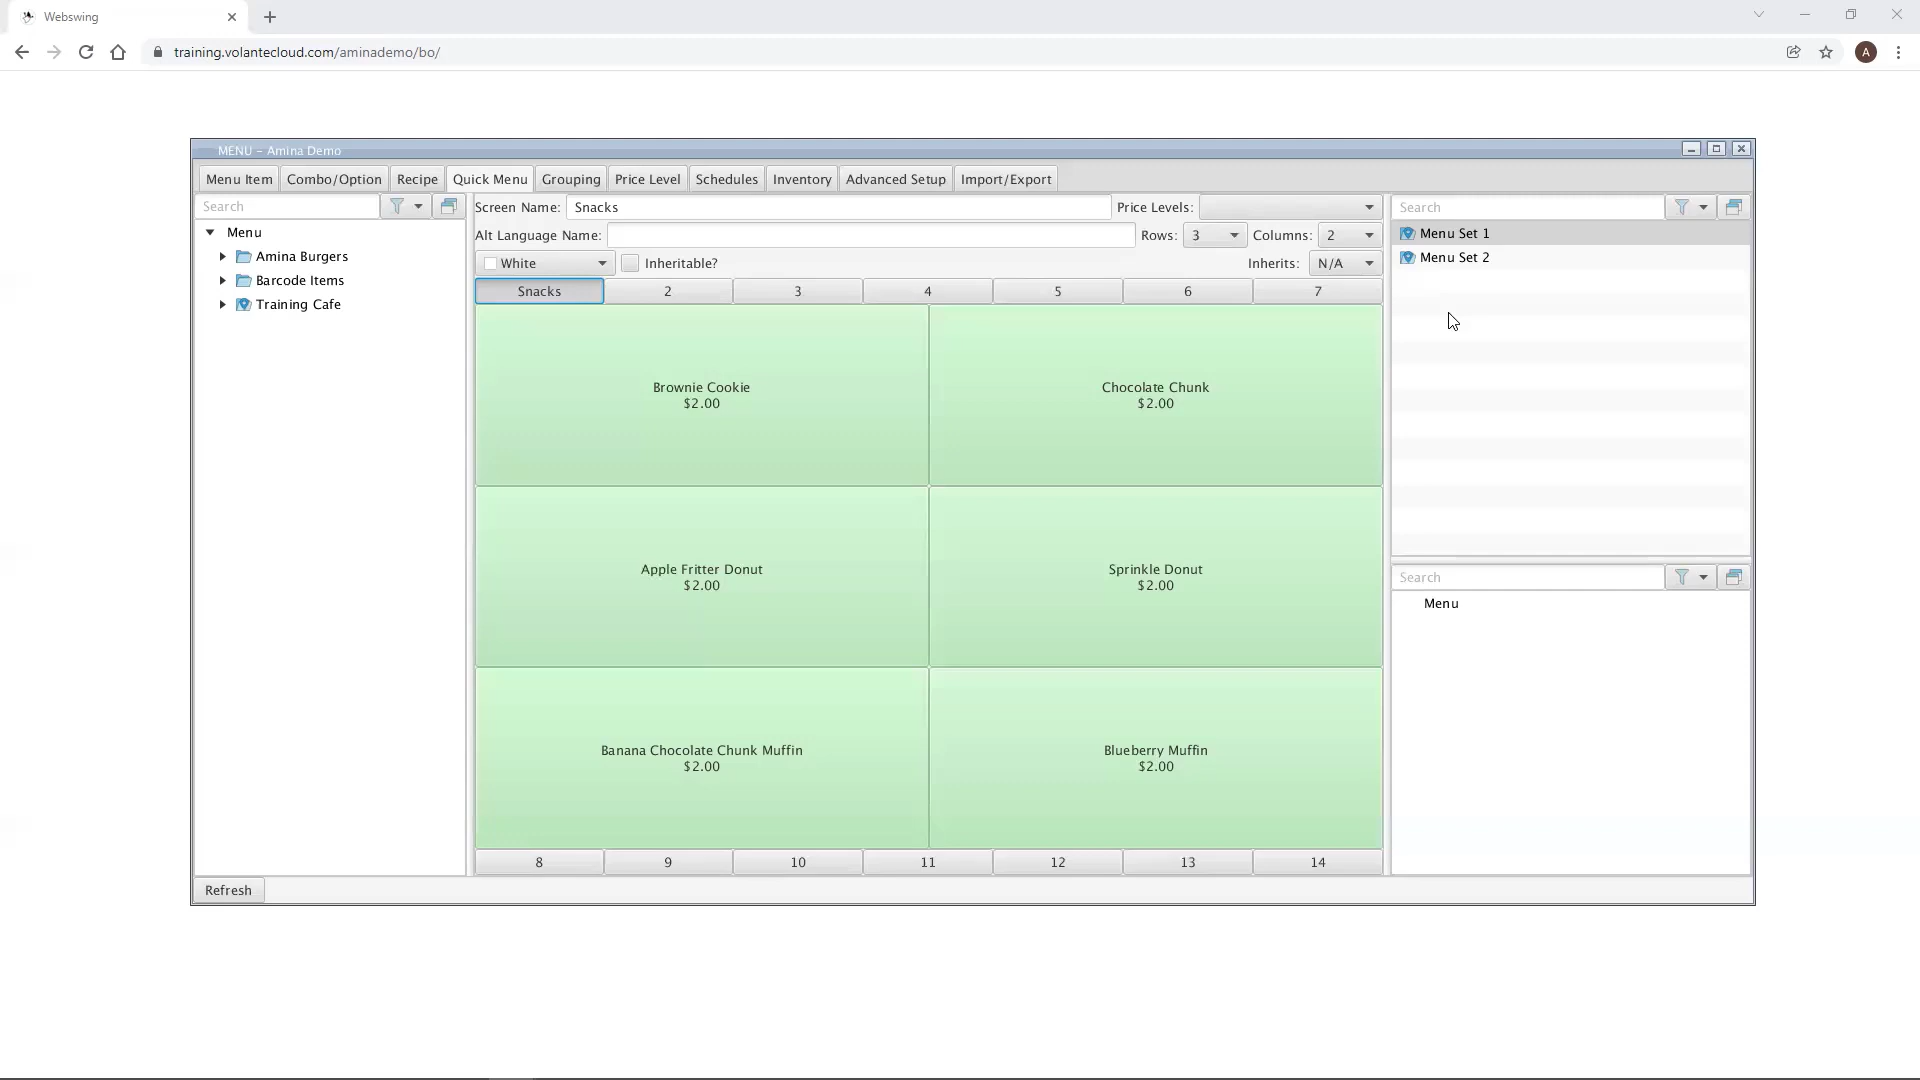 Webswing
training.volantecloud.com/aminademo/bo/
A
MENU - Amina Demo
Menu Item Combo/Option Recipe Quick Menu Grouping Price Level Schedules Inventory Advanced Setup Import/Export
Search
Menu
Amina Burgers
Barcode Items
Training Cafe
Screen Name: Snacks Price Levels:
Alt Language Name: Rows: 3 Columns: 2
White Inheritable? Inherits: N/A
Snacks 2 3 4 5 6 7
Brownie Cookie
$2.00
Chocolate Chunk
$2.00
Apple Fritter Donut
$2.00
Sprinkle Donut
$2.00
Banana Chocolate Chunk Muffin
$2.00
Blueberry Muffin
$2.00
8 9 10 11 12 13 14
Search
Menu Set 1
Menu Set 2
Search
Menu
Refresh